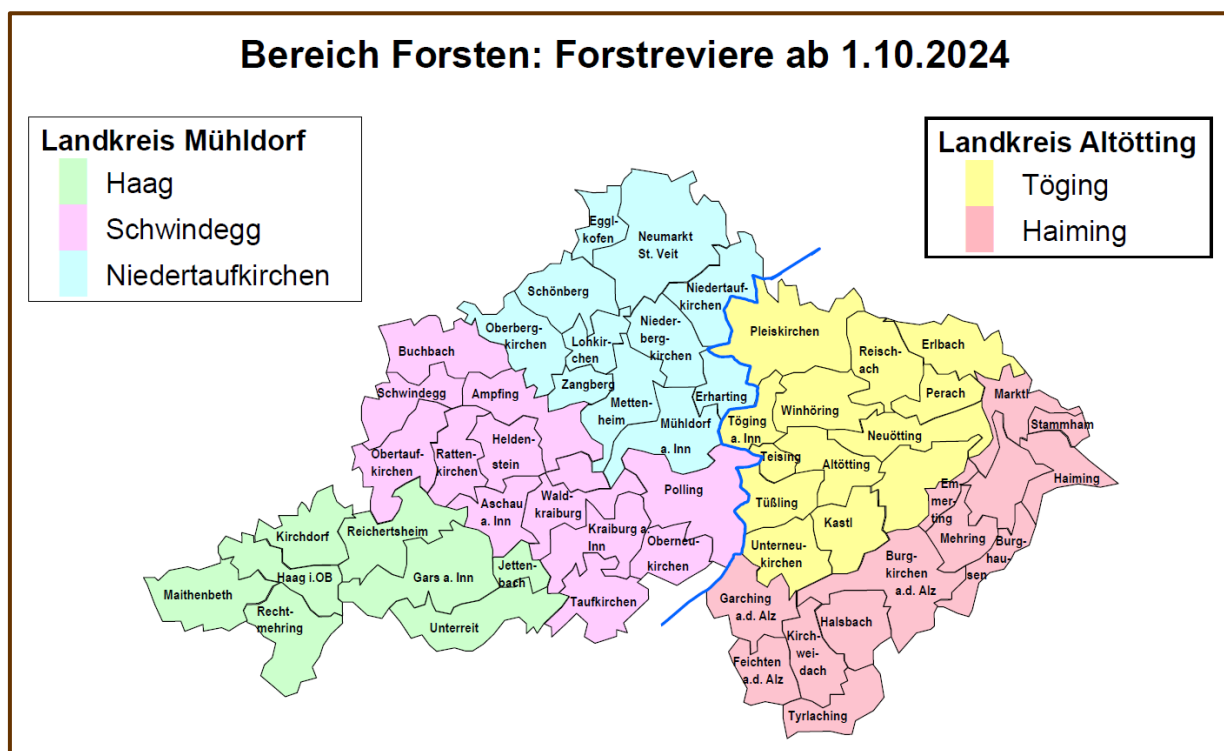 Bereich Forsten: Forstreviere ab 1.10.2024
Landkreis Mühldorf
Haag
Schwindegg
Niedertaufkirchen
Landkreis Altötting
Töging
Haiming
Eggl-
kofen
Neumarkt
St. Veit
Niedertauf-
kirchen
Schönberg
Oberberg-
kirchen
Lohkir-
chen
Nieder-
berg-
kirchen
Zangberg
Metten-
heim
Mühldorf
a. Inn
Erharting
Buchbach
Schwindegg
Ampfing
Obertauf-
kirchen
Ratten-
kirchen
Helden-
stein
Aschau
a. Inn
Wald-
kraiburg
Polling
Kraiburg a.
Inn
Oberneu-
kirchen
Taufkirchen
Kirchdorf
Reichertsheim
Haag i.OB
Maithenbeth
Recht-
mehring
Gars a. Inn
Jetten-
bach
Unterreit
Pleiskirchen
Reisch-
ach
Erlbach
Perach
Winhöring
Töging
a. Inn
Teising
Neuötting
Altötting
Tüßling
Kastl
Unterneu-
kirchen
Marktl
Stammham
Haiming
Em-
mer-
ting
Mehring
Burg-
hau-
sen
Burg-
kirchen
a.d. Alz
Garching
a.d. Alz
Halsbach
Kirch-
wei-
dach
Feichten
a.d. Alz
Tyrlaching